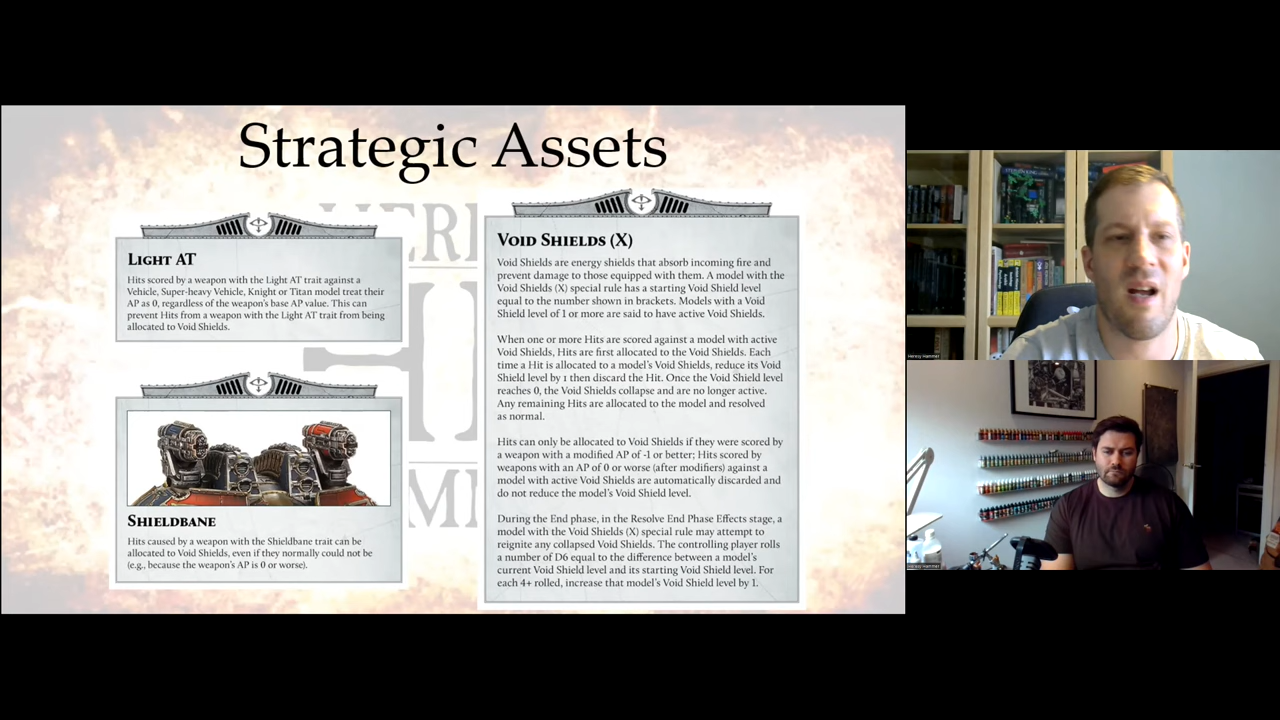 Strategic Assets
LIGHT AT
Hits scored by a weapon with the Light AT trait against a
Vehicle, Super-heavy Vehicle, Knight or Titan model treat their
AP as 0, regardless of the weapon's base AP value. This can
prevent Hits from a weapon with the Light AT trait from being
allocated to Void Shields.
SHIELDBANE
Hits caused by a weapon with the Shieldbane trait can be
allocated to Void Shields, even if they normally could not be
(e.g., because the weapon's AP is 0 or worse).
VOID SHIELDS (X)
Void Shields are energy shields that absorb incoming fire and
prevent damage to those equipped with them. A model with the
Void Shields (X) special rule has a starting Void Shield level
equal to the number shown in brackets. Models with a Void
Shield level of 1 or more are said to have active Void Shields.
When one or more Hits are scored against a model with active
Void Shields, Hits are first allocated to the Void Shields. Each
time a Hit is allocated to a model's Void Shields, reduce its Void
Shield level by 1 then discard the Hit. Once the Void Shield level
reaches 0, the Void Shields collapse and are no longer active.
Any remaining Hits are allocated to the model and resolved
as normal.
Hits can only be allocated to Void Shields if they were scored by
a weapon with a modified AP of -1 or better; Hits scored by
weapons with an AP of 0 or worse (after modifiers) against a
model with active Void Shields are automatically discarded and
do not reduce the model's Void Shield level.
During the End phase, in the Resolve End Phase Effects stage, a
model with the Void Shields (X) special rule may attempt to
reignite any collapsed Void Shields. The controlling player rolls
a number of D6 equal to the difference between a model's
current Void Shield level and its starting Void Shield level. For
each 4+ rolled, increase that model's Void Shield level by 1.